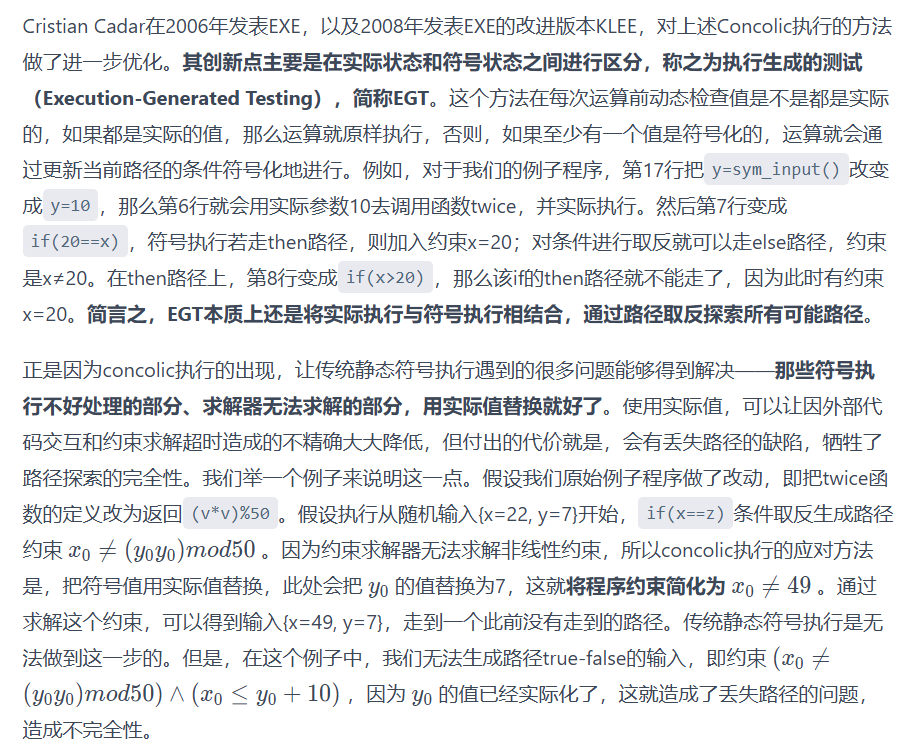 Cristian Cadar在2006年发表EXE，以及2008年发表EXE的改进版本KLEE，对上述Concolic执行的方法
做了进一步优化。其创新点主要是在实际状态和符号状态之间进行区分，称之为执行生成的测试
（Execution-Generated Testing），简称EGT。这个方法在每次运算前动态检查值是不是都是实际
的，如果都是实际的值，那么运算就原样执行，否则，如果至少有一个值是符号化的，运算就会通
过更新当前路径的条件符号化地进行。例如，对于我们的例子程序，第17行把 y=sym_input() 改变
成 y=10 ，那么第6行就会用实际参数10去调用函数twice，并实际执行。然后第7行变成
if(20==x) ，符号执行若走then路径，则加入约束x=20；对条件进行取反就可以走else路径，约束
是x≠20。在then路径上，第8行变成 if(x>20) ，那么该if的then路径就不能走了，因为此时有约束
x=20。简言之，EGT本质上还是将实际执行与符号执行相结合，通过路径取反探索所有可能路径。
正是因为concolic执行的出现，让传统静态符号执行遇到的很多问题能够得到解决——那些符号执
行不好处理的部分、求解器无法求解的部分，用实际值替换就好了。使用实际值，可以让因外部代
码交互和约束求解超时造成的不精确大大降低，但付出的代价就是，会有丢失路径的缺陷，牺牲了
路径探索的完全性。我们举一个例子来说明这一点。假设我们原始例子程序做了改动，即把twice函
数的定义改为返回 (v*v)%50 。假设执行从随机输入{x=22, y=7}开始， if(x==z) 条件取反生成路径
约束 x₀ ≠ (y₀y₀)mod50 。因为约束求解器无法求解非线性约束，所以concolic执行的应对方法
是，把符号值用实际值替换，此处会把 y₀ 的值替换为7，这就将程序约束简化为 x₀ ≠ 49 。通过
求解这个约束，可以得到输入{x=49, y=7}，走到一个此前没有走到的路径。传统静态符号执行是无
法做到这一步的。但是，在这个例子中，我们无法生成路径true-false的输入，即约束 (x₀ ≠
(y₀y₀)mod50) ∧ (x₀ ≤ y₀ + 10) ，因为 y₀ 的值已经实际化了，这就造成了丢失路径的问题，
造成不完全性。